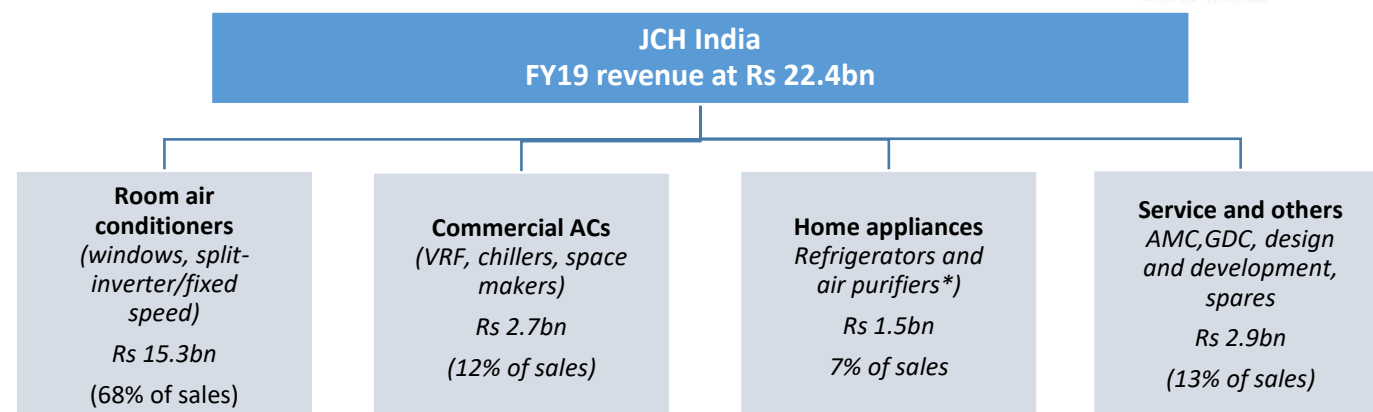 JCH India
FY19 revenue at Rs 22.4bn
Room air
conditioners
(windows, split-
inverter/fixed
speed)
Rs 15.3bn
(68% of sales)
Commercial ACs
(VRF, chillers, space
makers)
Rs 2.7bn
(12% of sales)
Home appliances
Refrigerators and
air purifiers*)
Rs 1.5bn
7% of sales
Service and others
AMC,GDC, design
and development,
spares
Rs 2.9bn
(13% of sales)